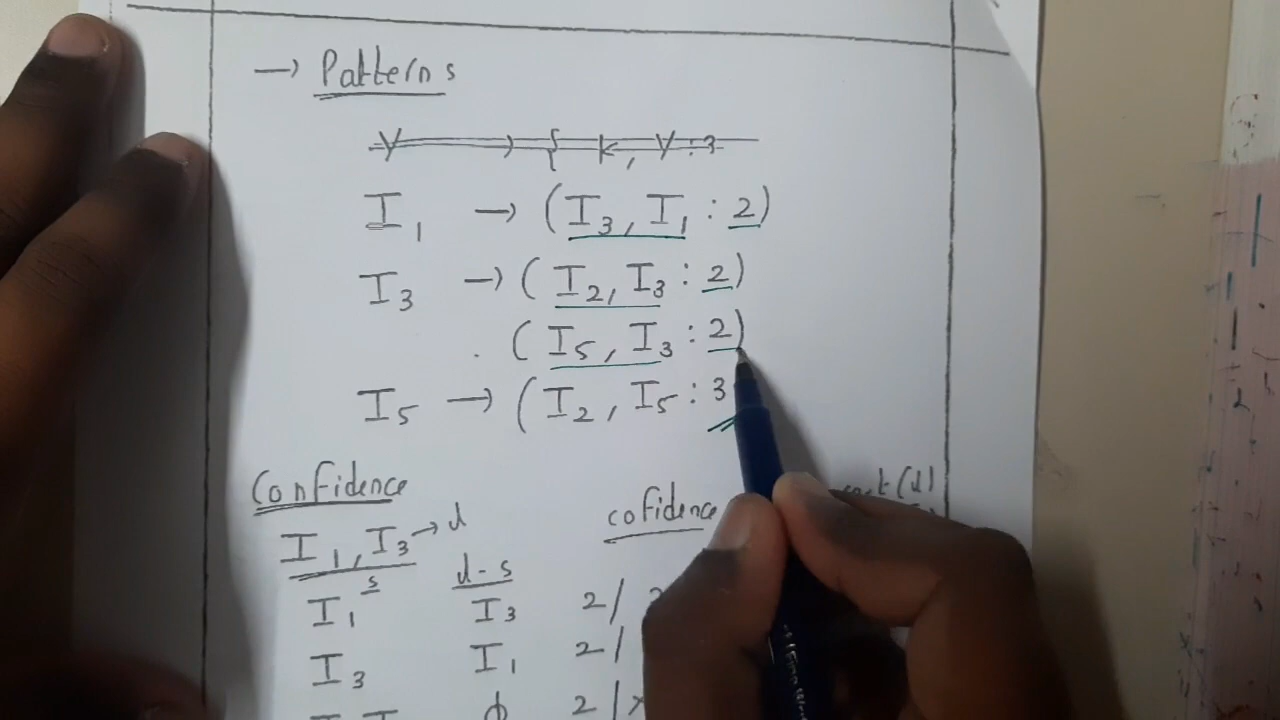 → Patterns
I1 → (I3, I1 : 2)
I3 → (I2, I3 : 2)
(I5, I3 : 2)
I5 → (I2, I5 : 3
Confidence
I1, I3 → d
cofidence
s
d-s
I1 I3 2/
I3 I1 2/
ϕ 2/